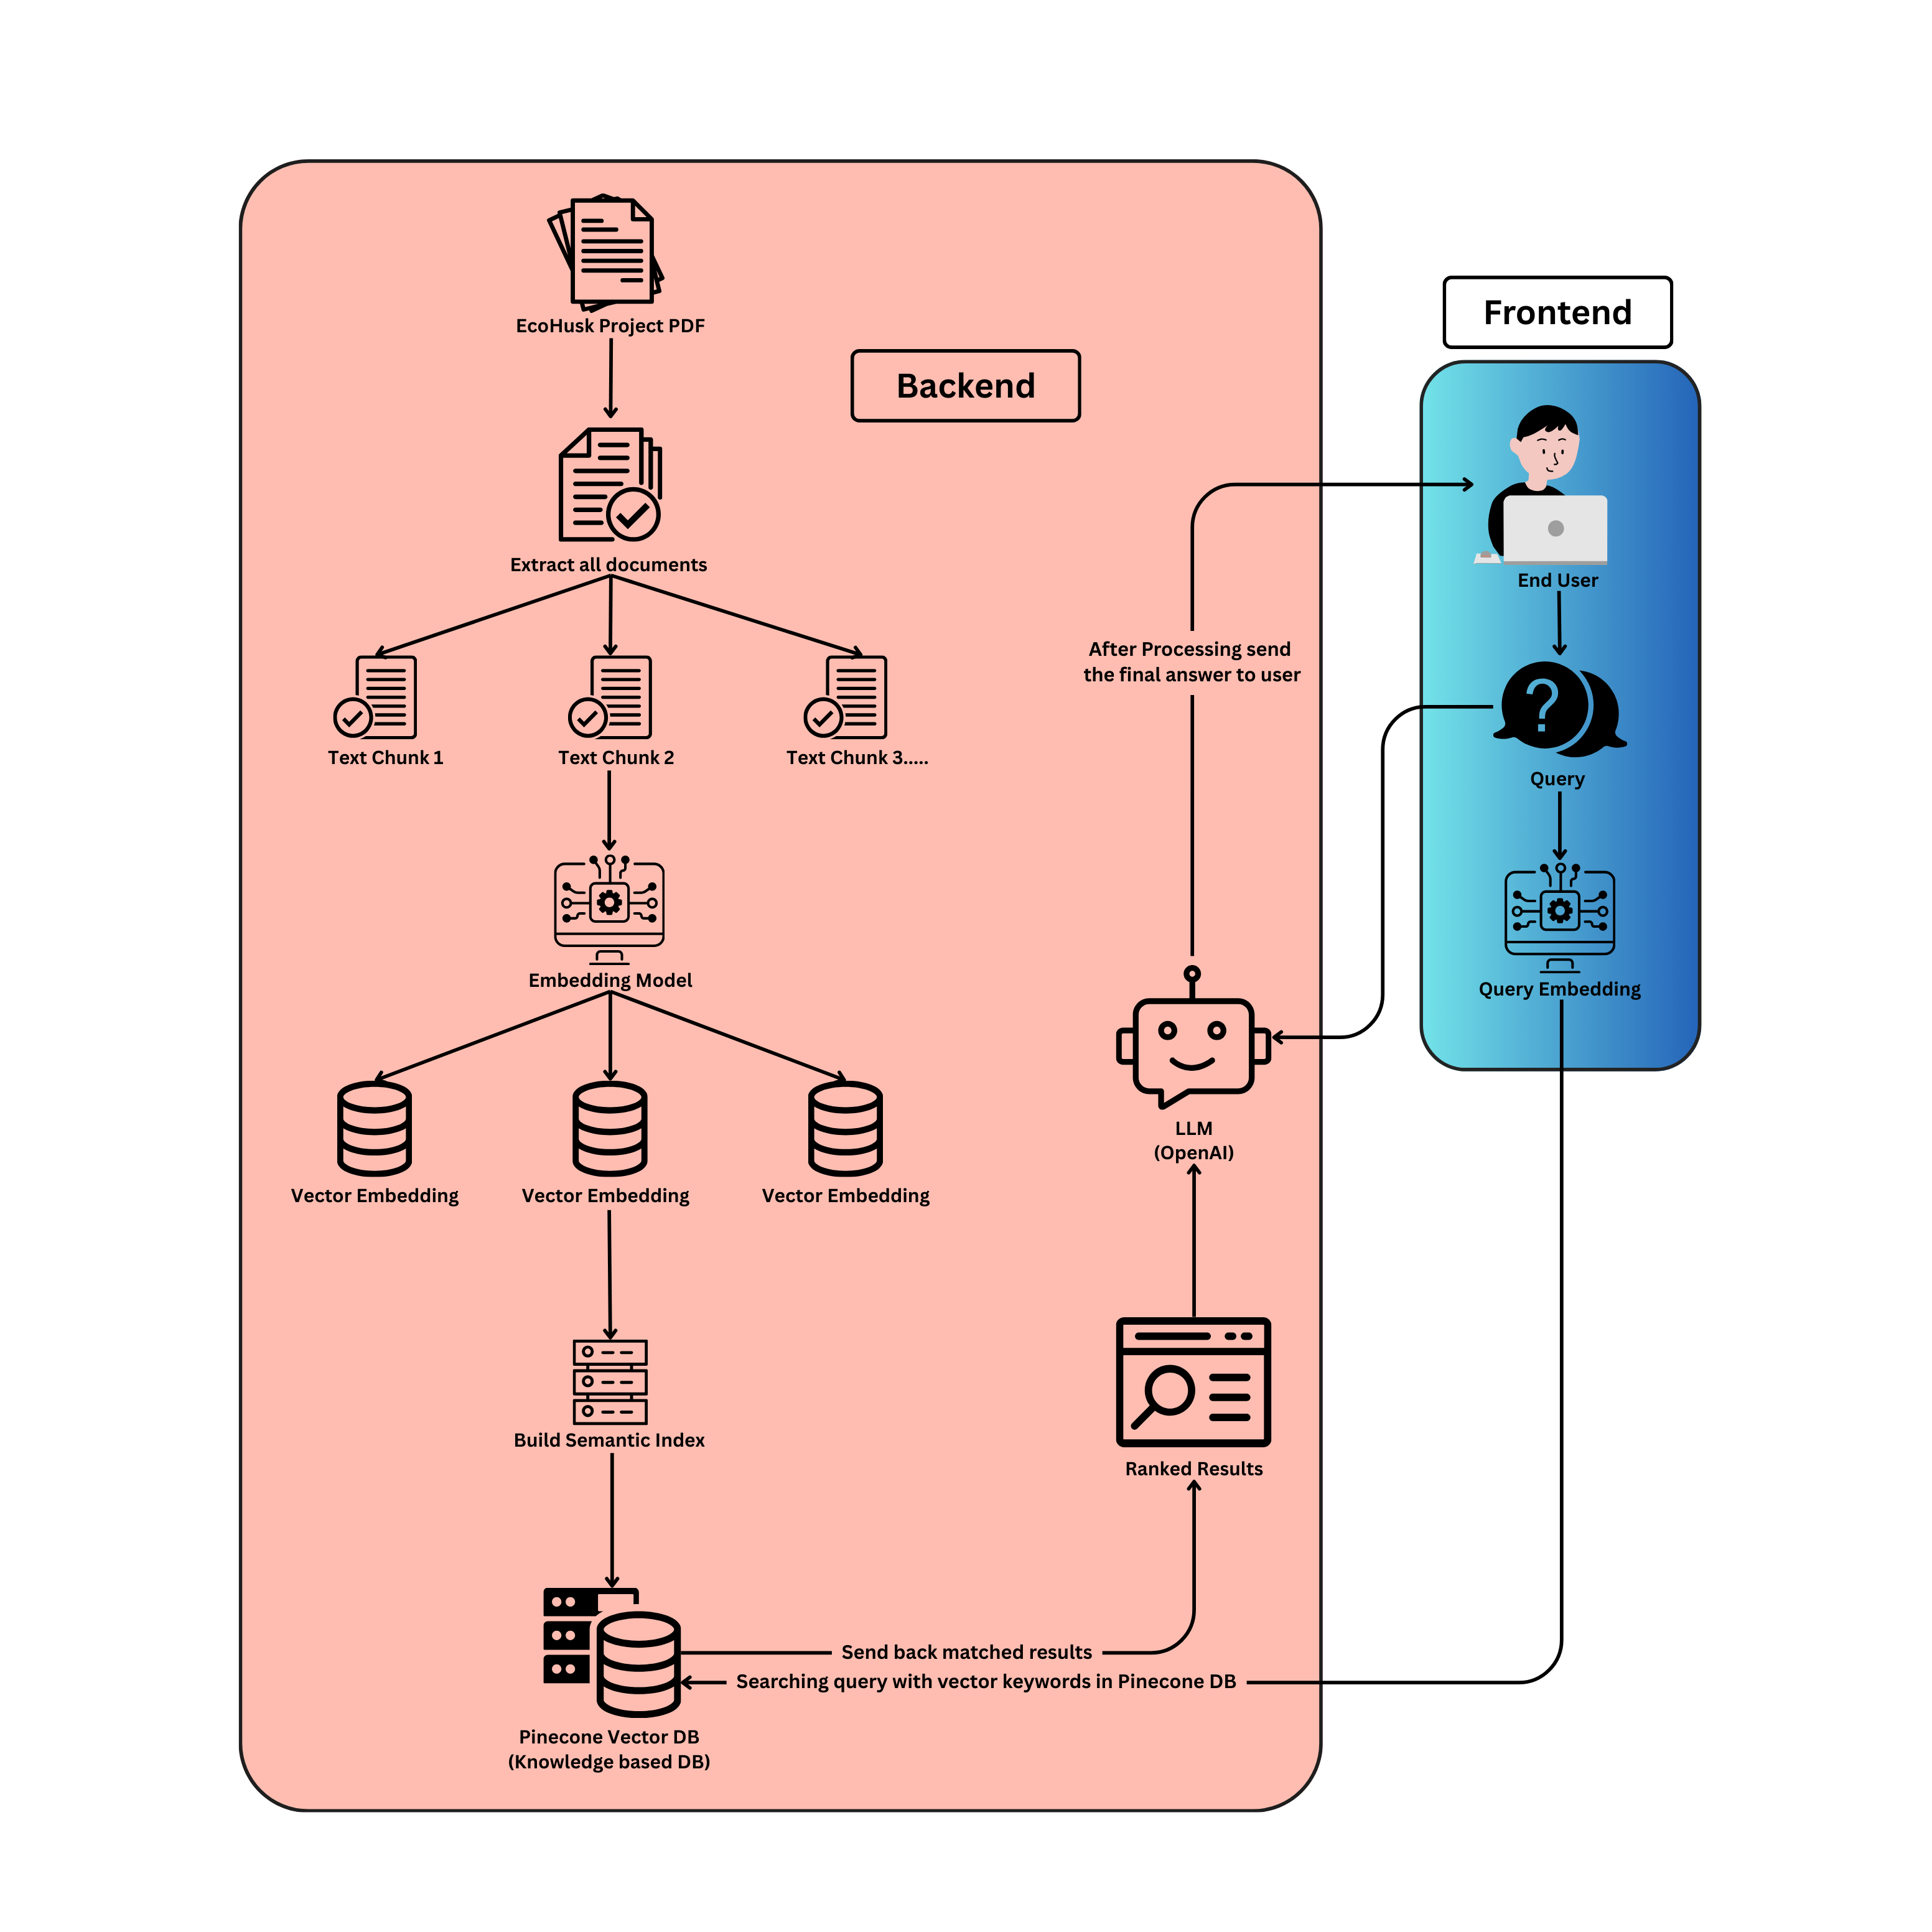 EcoHusk Project PDF
Backend
Extract all documents
Text Chunk 1
Text Chunk 2
Text Chunk 3.....
Embedding Model
Vector Embedding
Vector Embedding
Vector Embedding
Build Semantic Index
Pinecone Vector DB
(Knowledge based DB)
Send back matched results
Searching query with vector keywords in Pinecone DB
Ranked Results
LLM
(OpenAI)
After Processing send
the final answer to user
Frontend
End User
?
Query
Query Embedding